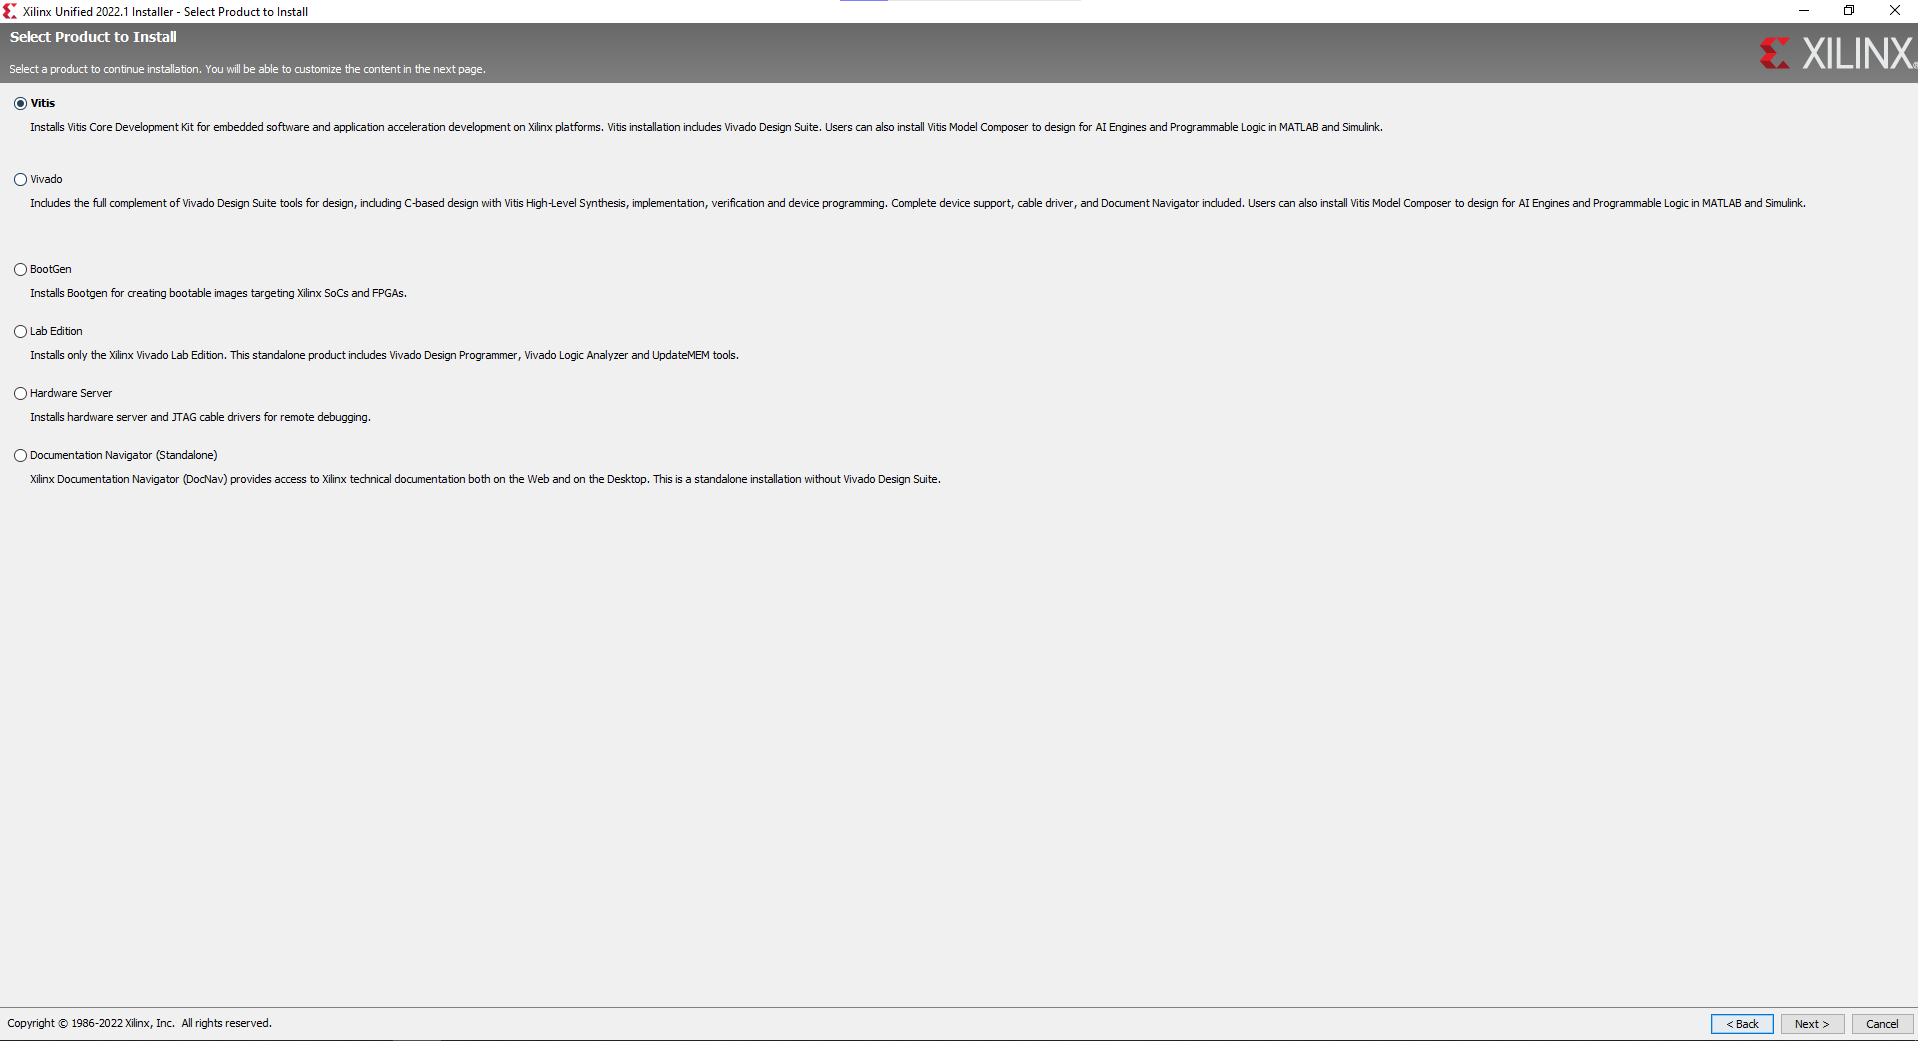 Xilinx Unified 2022.1 Installer - Select Product to Install
Select Product to Install
Select a product to continue installation. You will be able to customize the content in the next page.
XILINX®
Vitis
Installs Vitis Core Development Kit for embedded software and application acceleration development on Xilinx platforms. Vitis installation includes Vivado Design Suite. Users can also install Vitis Model Composer to design for AI Engines and Programmable Logic in MATLAB and Simulink.
Vivado
Includes the full complement of Vivado Design Suite tools for design, including C-based design with Vitis High-Level Synthesis, implementation, verification and device programming. Complete device support, cable driver, and Document Navigator included. Users can also install Vitis Model Composer to design for AI Engines and Programmable Logic in MATLAB and Simulink.
BootGen
Installs Bootgen for creating bootable images targeting Xilinx SoCs and FPGAs.
Lab Edition
Installs only the Xilinx Vivado Lab Edition. This standalone product includes Vivado Design Programmer, Vivado Logic Analyzer and UpdateMEM tools.
Hardware Server
Installs hardware server and JTAG cable drivers for remote debugging.
Documentation Navigator (Standalone)
Xilinx Documentation Navigator (DocNav) provides access to Xilinx technical documentation both on the Web and on the Desktop. This is a standalone installation without Vivado Design Suite.
Copyright © 1986-2022 Xilinx, Inc.  All rights reserved.
< Back
Next >
Cancel